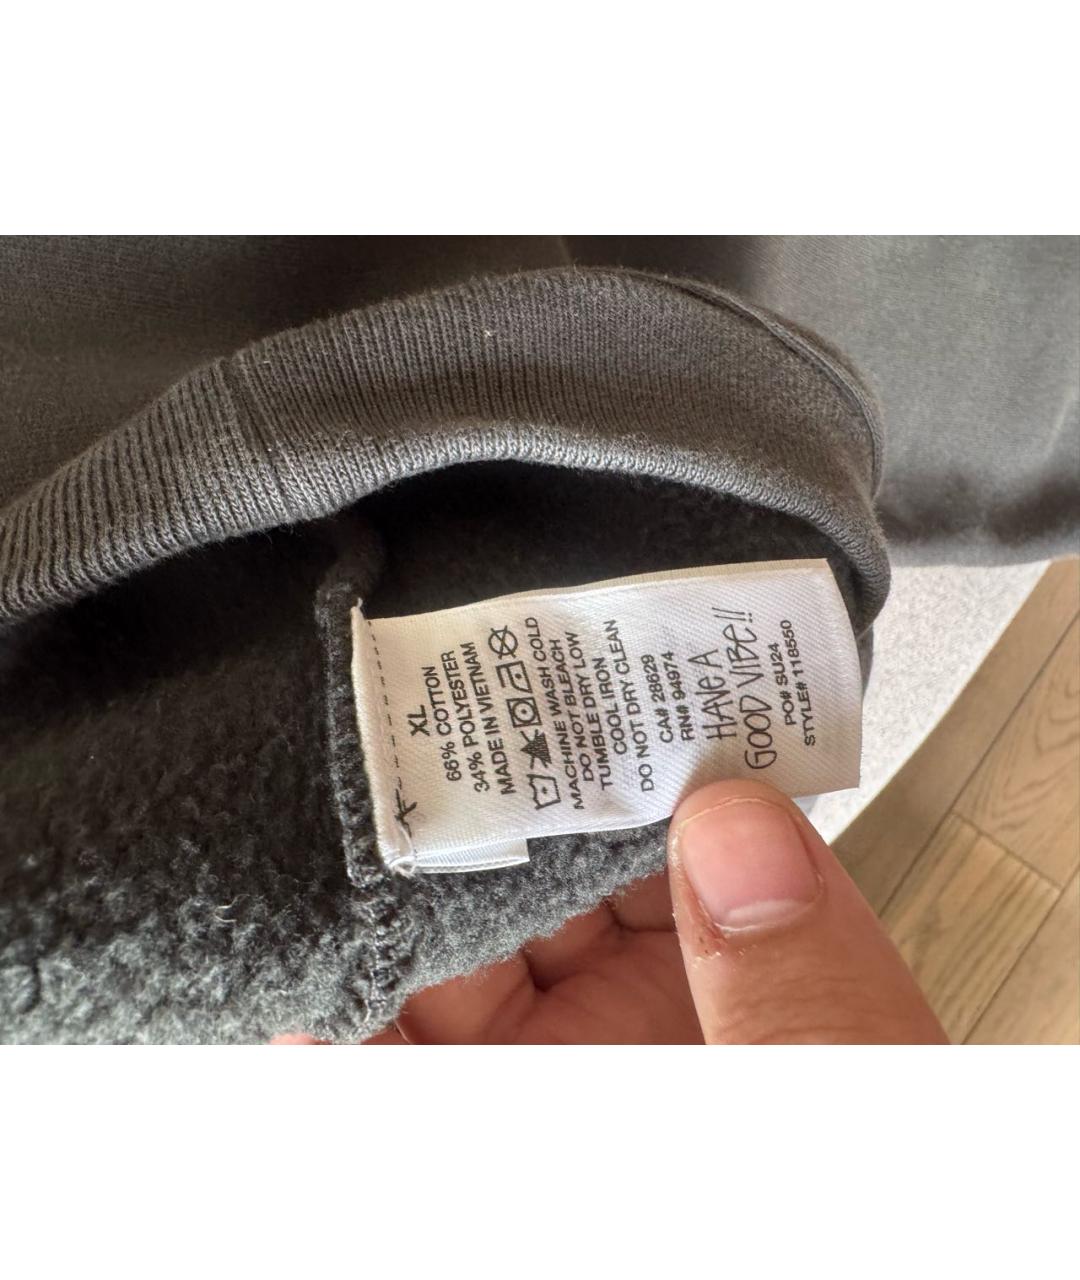 XL
66% COTTON
34% POLYESTER
MADE IN VIETNAM
MACHINE WASH COLD
DO NOT BLEACH
TUMBLE DRY LOW
COOL IRON
DO NOT DRY CLEAN
CA# 28629
RN# 94974
HAVE A
GOOD VIBE!!
PO# SU24
STYLE# 118550